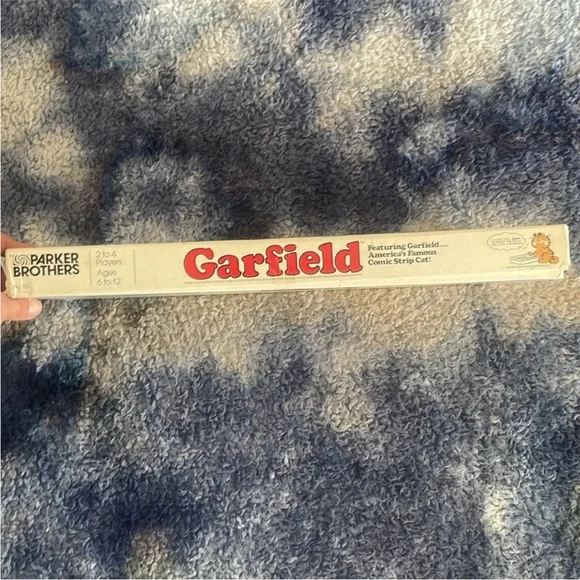 PARKER
BROTHERS
2 to 4
Players
Ages
6 to 12
Garfield
Featuring Garfield...
America's Famous
Comic Strip Cat!